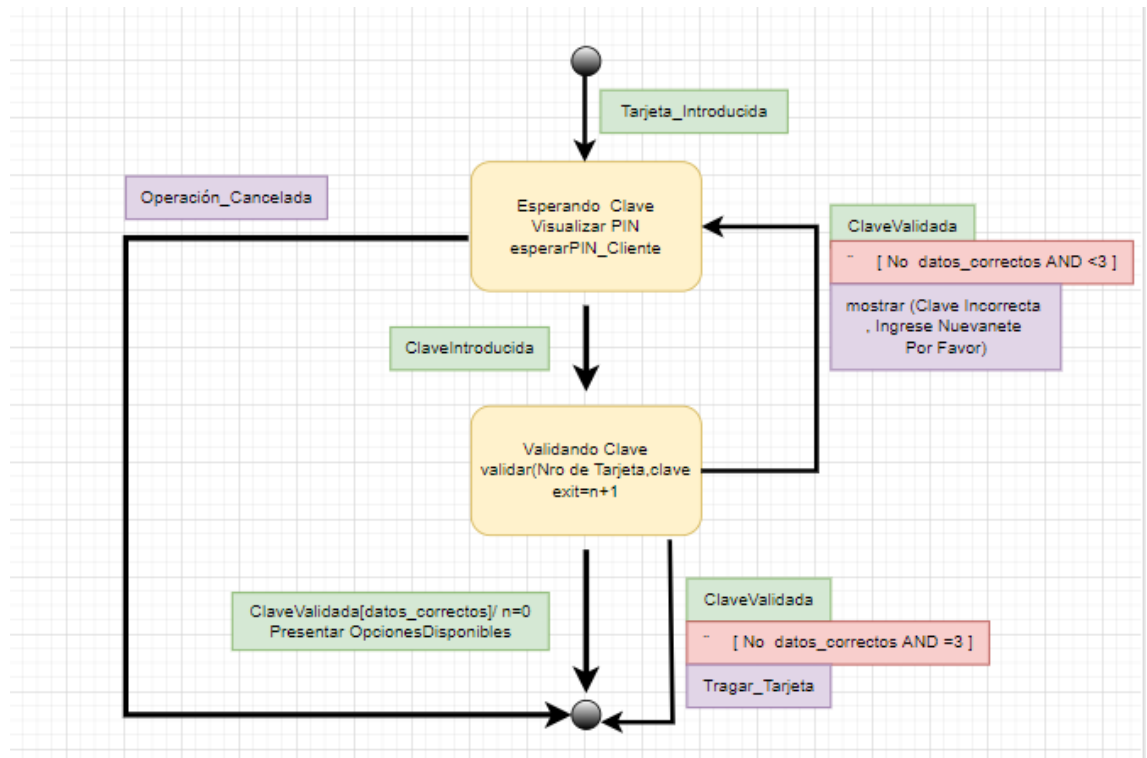 Tarjeta_Introducida
Operación_Cancelada
Esperando Clave
Visualizar PIN
esperarPIN_Cliente
ClaveValidada
¨ [ No datos_correctos AND <3 ]
mostrar (Clave Incorrecta
, Ingrese Nuevanete
Por Favor)
ClaveIntroducida
Validando Clave
validar(Nro de Tarjeta,clave
exit=n+1
ClaveValidada[datos_correctos]/ n=0
Presentar OpcionesDisponibles
ClaveValidada
¨ [ No datos_correctos AND =3 ]
Tragar_Tarjeta